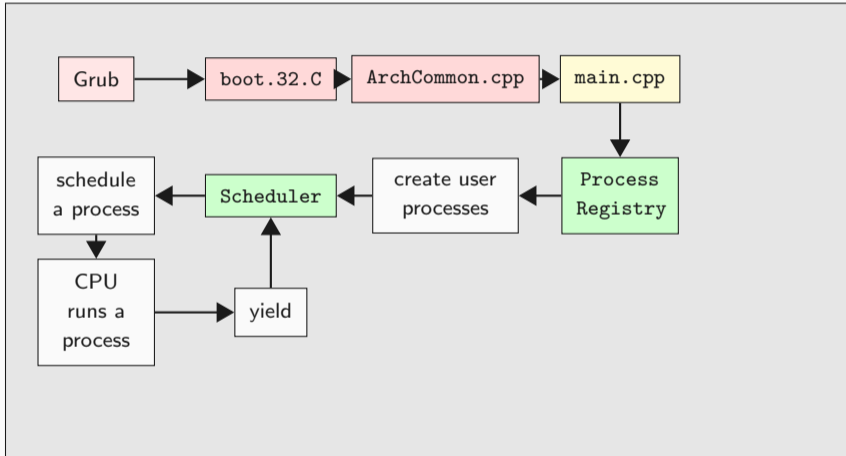 Grub
boot.32.C
ArchCommon.cpp
main.cpp
schedule
a process
Scheduler
create user
processes
Process
Registry
CPU
runs a
process
yield